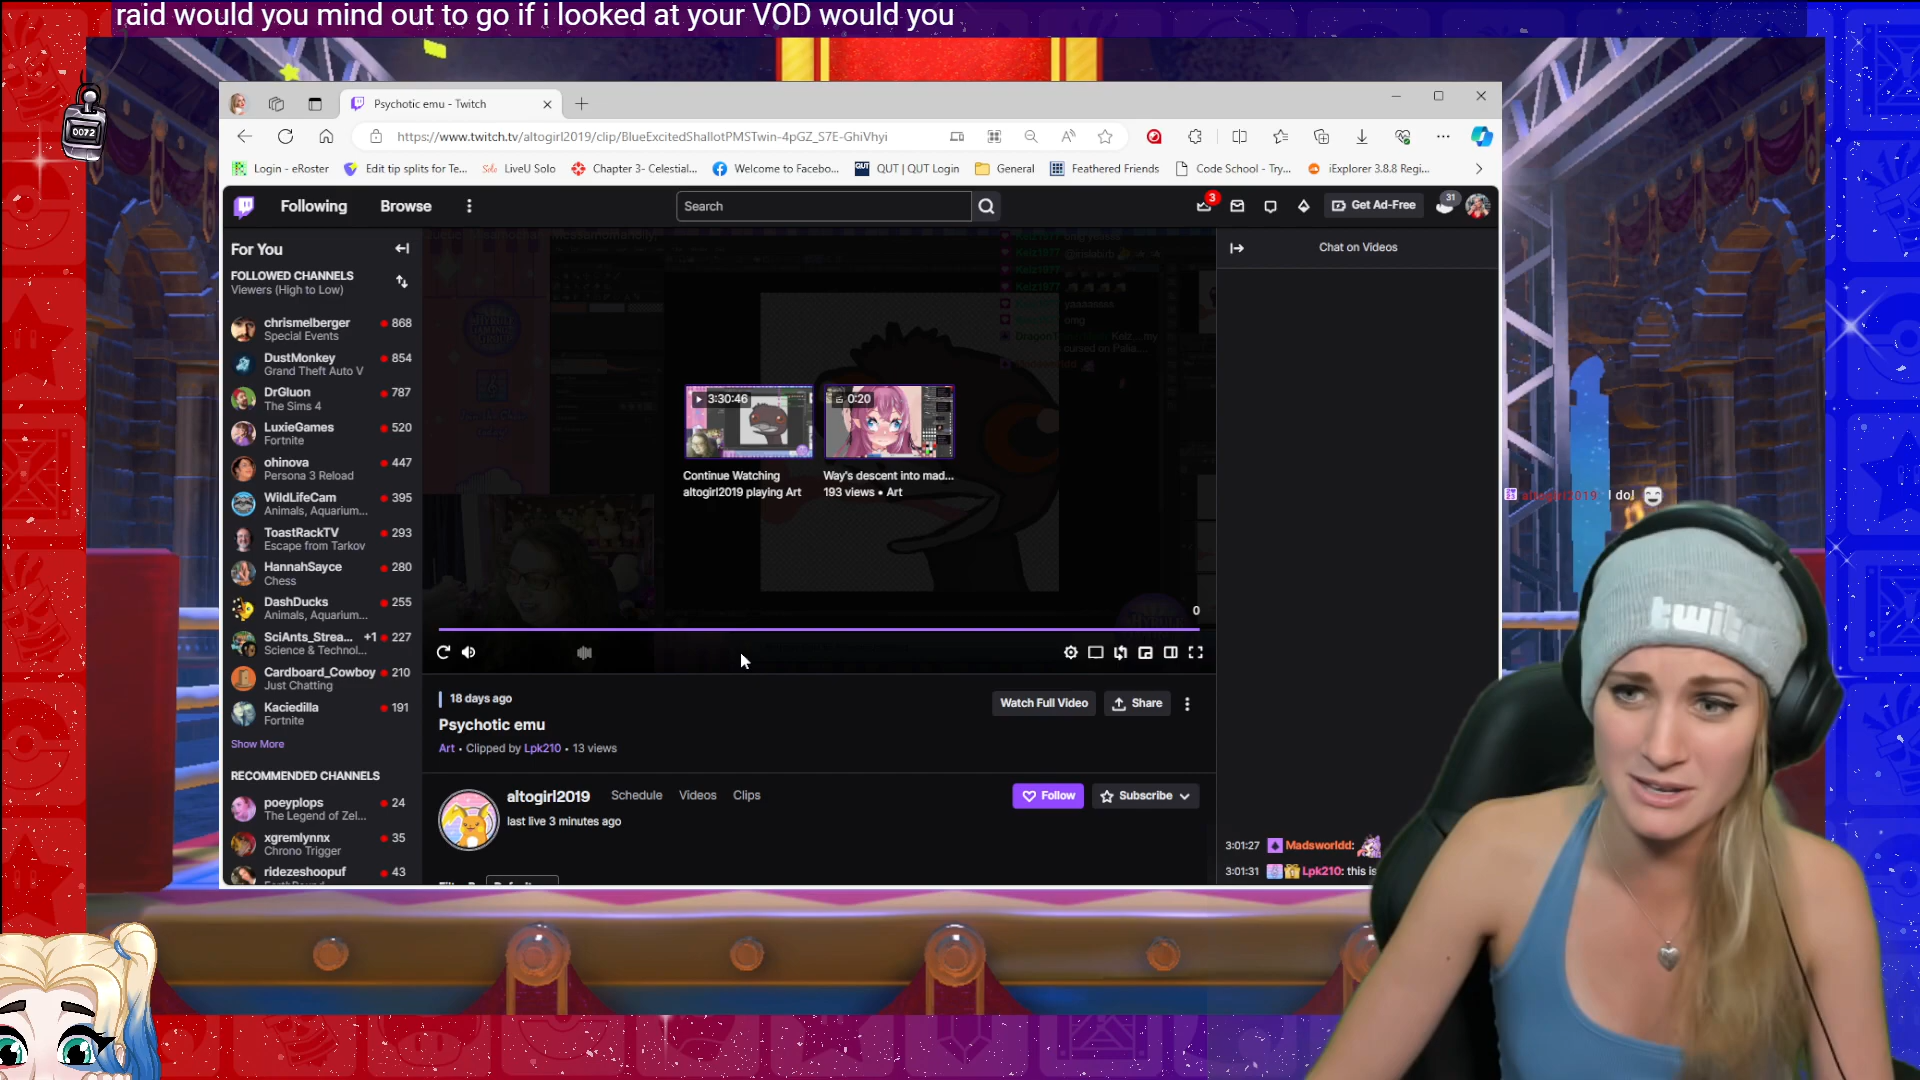 raid would you mind out to go if i looked at your VOD would you
0072
Psychotic emu - Twitch
https://www.twitch.tv/altogirl2019/clip/BlueExcitedShallotPMSTwin-4pGZ_S7E-GhiVhyi
Login - eRoster
Edit tip splits for Te...
Solo LiveU Solo
Chapter 3- Celestial...
Welcome to Facebo...
QUT QUT | QUT Login
General
Feathered Friends
Code School - Try...
iExplorer 3.8.8 Regi...
Following
Browse
Search
3
Get Ad-Free
31
For You
FOLLOWED CHANNELS
Viewers (High to Low)
chrismelberger 868
Special Events
DustMonkey 854
Grand Theft Auto V
DrGluon 787
The Sims 4
LuxieGames 520
Fortnite
ohinova 447
Persona 3 Reload
WildLifeCam 395
Animals, Aquarium...
ToastRackTV 293
Escape from Tarkov
HannahSayce 280
Chess
DashDucks 255
Animals, Aquarium...
SciAnts_Strea... +1 227
Science & Technol...
Cardboard_Cowboy 210
Just Chatting
Kaciedilla 191
Fortnite
Show More
RECOMMENDED CHANNELS
poeyplops 24
The Legend of Zel...
xgremlynnx 35
Chrono Trigger
ridezeshoopuf 43
3:30:46
Continue Watching
altogirl2019 playing Art
0:20
Way's descent into mad...
193 views • Art
0
18 days ago
Psychotic emu
Art • Clipped by Lpk210 • 13 views
Watch Full Video
Share
altogirl2019
Schedule
Videos
Clips
last live 3 minutes ago
Follow
Subscribe
Chat on Videos
3:01:27 Madsworldd:
3:01:31 Lpk210: this is
altogirl2019: I do!